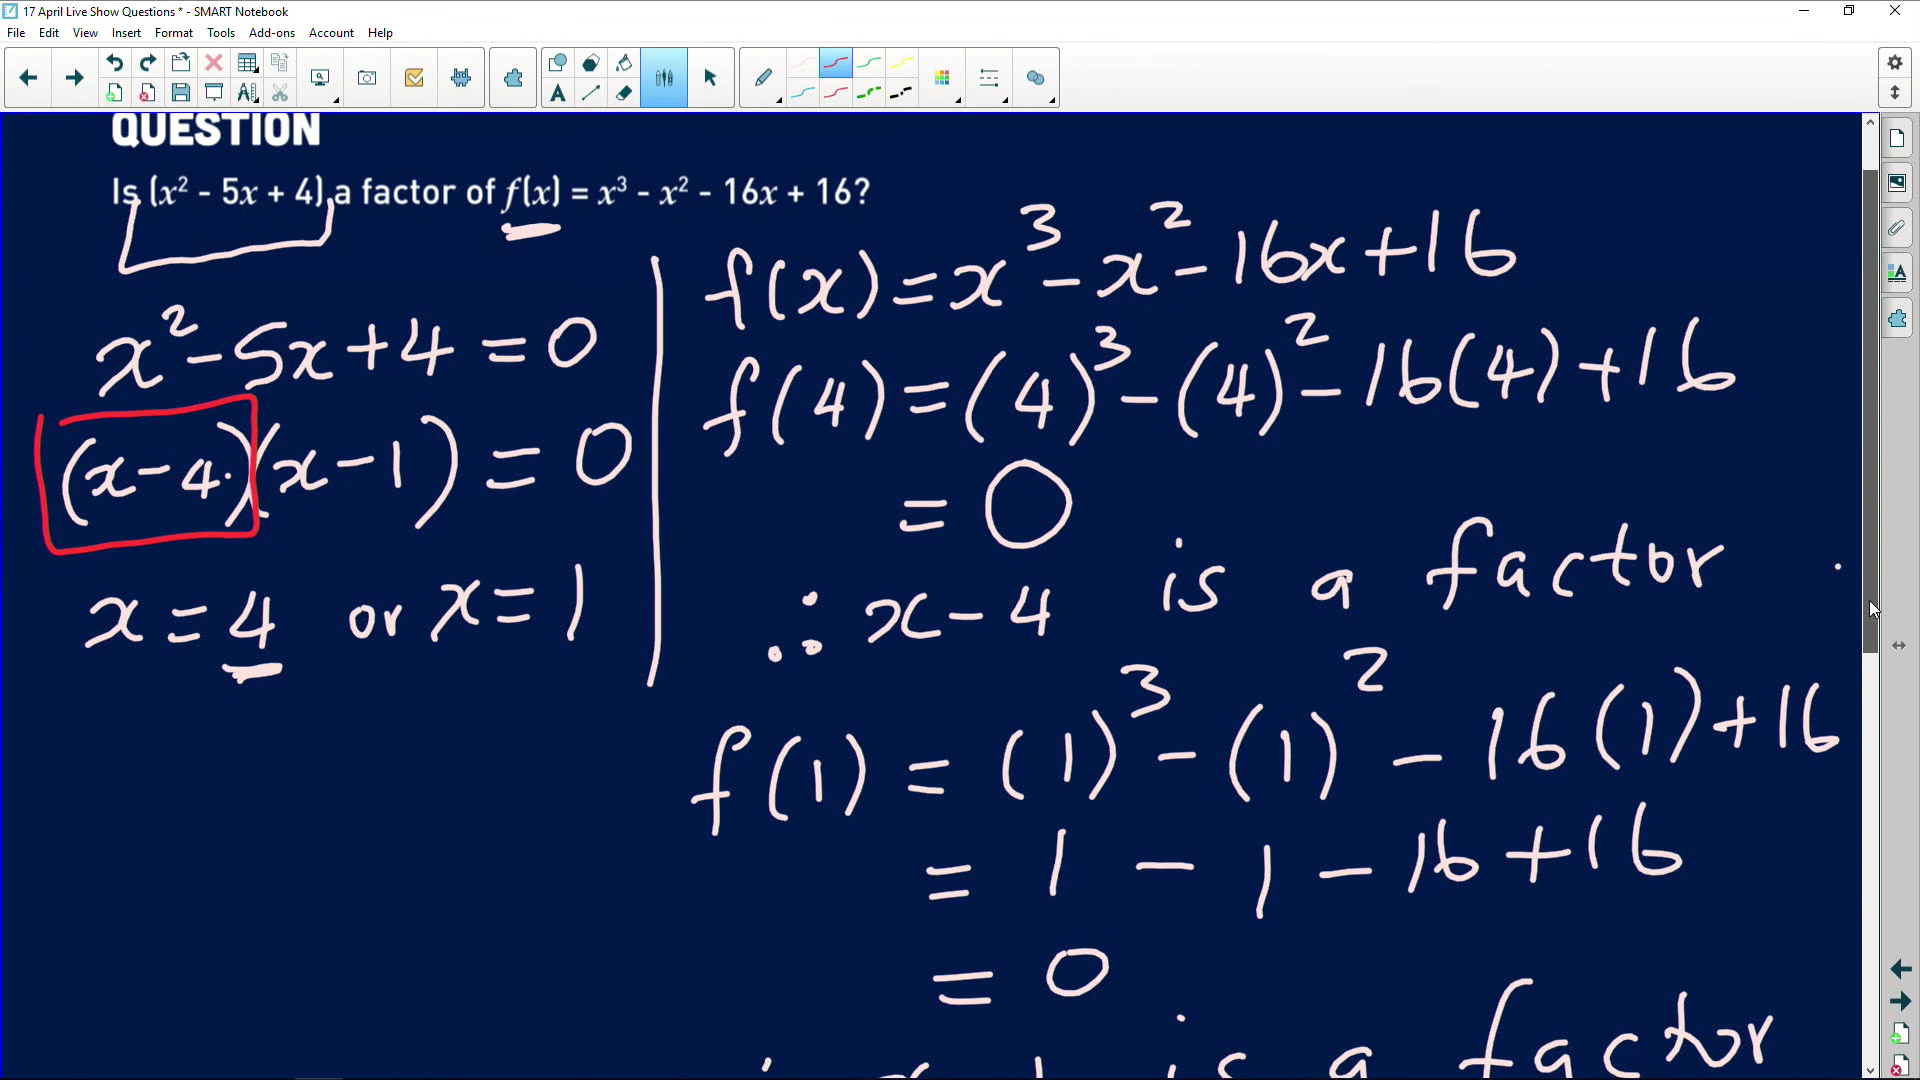 17 April Live Show Questions * - SMART Notebook
File Edit View Insert Format Tools Add-ons Account Help
QUESTION
Is (x² - 5x + 4) a factor of f(x) = x³ - x² - 16x + 16?
x² - 5x + 4 = 0
(x - 4)(x - 1) = 0
x = 4 or x = 1
f(x) = x³ - x² - 16x + 16
f(4) = (4)³ - (4)² - 16(4) + 16
= 0
∴ x - 4 is a factor
f(1) = (1)³ - (1)² - 16(1) + 16
= 1 - 1 - 16 + 16
= 0
is a factor